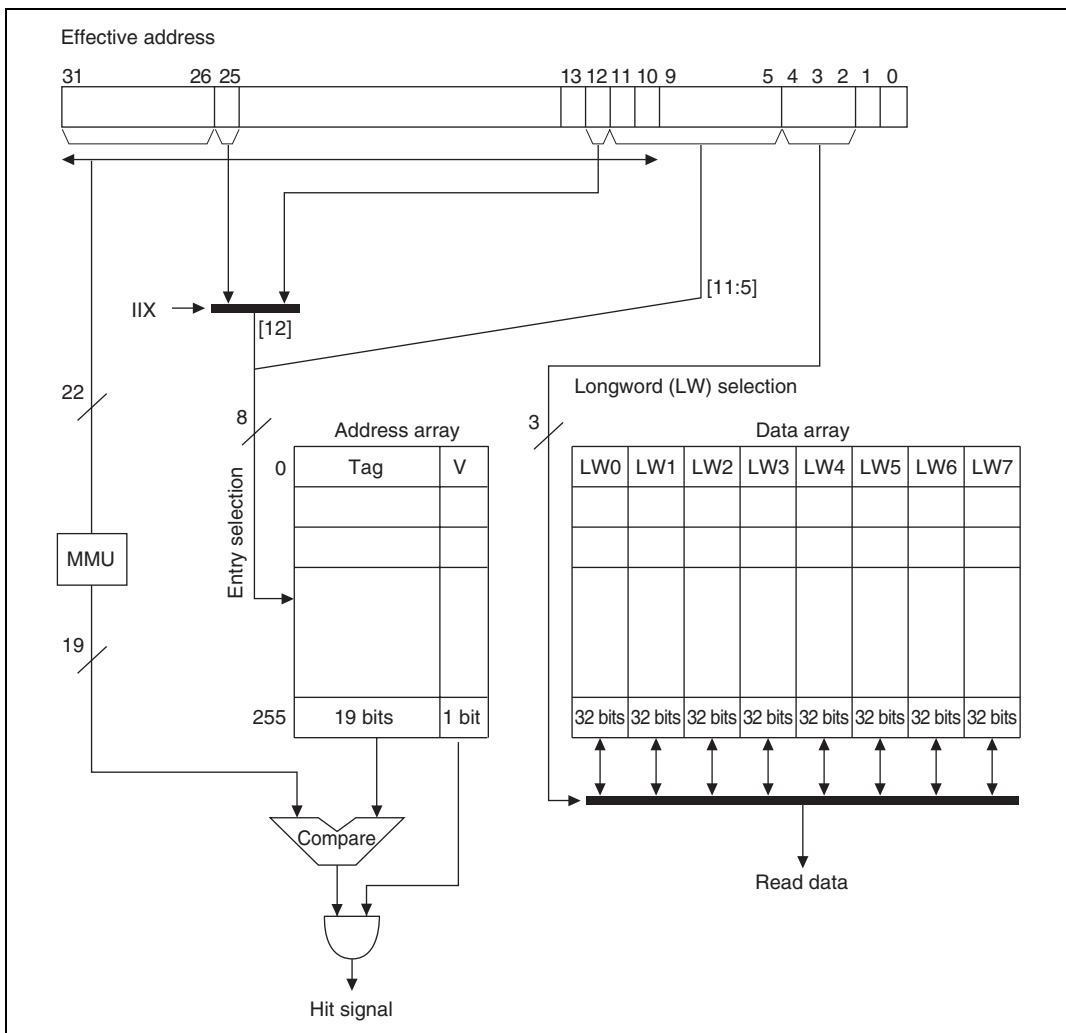 Effective address
31 26 25 13 12 11 10 9 5 4 3 2 1 0
IIX
[12]
[11:5]
22
8
3
Longword (LW) selection
Entry selection
Address array
Data array
0 Tag V
LW0 LW1 LW2 LW3 LW4 LW5 LW6 LW7
MMU
19
255 19 bits 1 bit
32 bits 32 bits 32 bits 32 bits 32 bits 32 bits 32 bits 32 bits
Compare
Read data
Hit signal